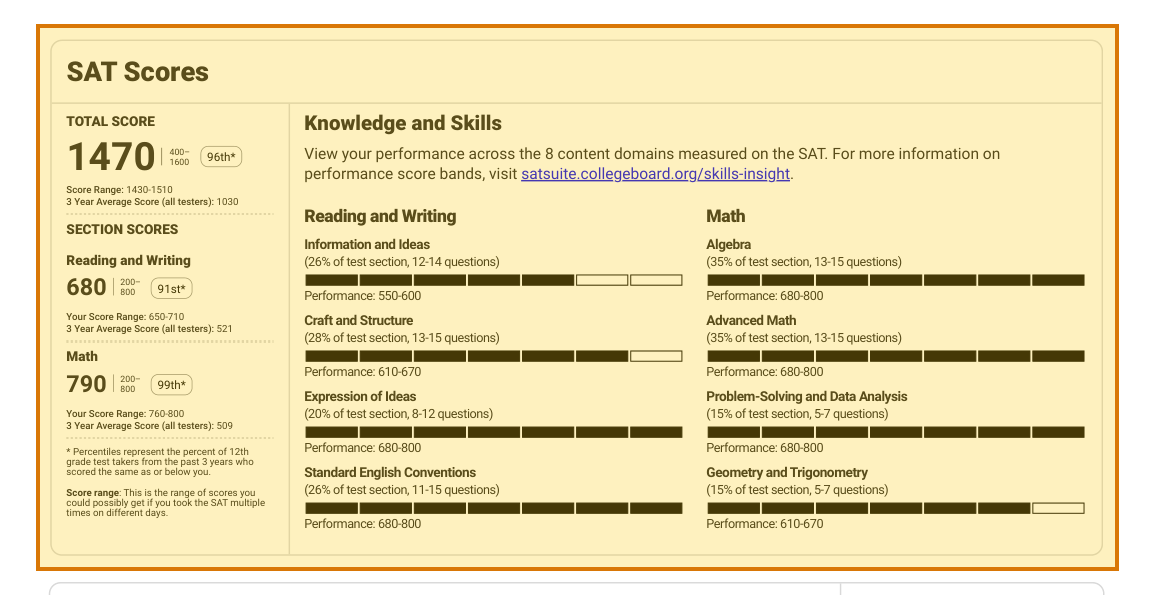 SAT Scores
TOTAL SCORE
1470
400–
1600
96th*
Score Range: 1430-1510
3 Year Average Score (all testers): 1030
SECTION SCORES
Reading and Writing
680
200–
800
91st*
Your Score Range: 650-710
3 Year Average Score (all testers): 521
Math
790
200–
800
99th*
Your Score Range: 760-800
3 Year Average Score (all testers): 509
* Percentiles represent the percent of 12th
grade test takers from the past 3 years who
scored the same as or below you.
Score range: This is the range of scores you
could possibly get if you took the SAT multiple
times on different days.
Knowledge and Skills
View your performance across the 8 content domains measured on the SAT. For more information on
performance score bands, visit satsuite.collegeboard.org/skills-insight.
Reading and Writing
Information and Ideas
(26% of test section, 12-14 questions)
Performance: 550-600
Craft and Structure
(28% of test section, 13-15 questions)
Performance: 610-670
Expression of Ideas
(20% of test section, 8-12 questions)
Performance: 680-800
Standard English Conventions
(26% of test section, 11-15 questions)
Performance: 680-800
Math
Algebra
(35% of test section, 13-15 questions)
Performance: 680-800
Advanced Math
(35% of test section, 13-15 questions)
Performance: 680-800
Problem-Solving and Data Analysis
(15% of test section, 5-7 questions)
Performance: 680-800
Geometry and Trigonometry
(15% of test section, 5-7 questions)
Performance: 610-670